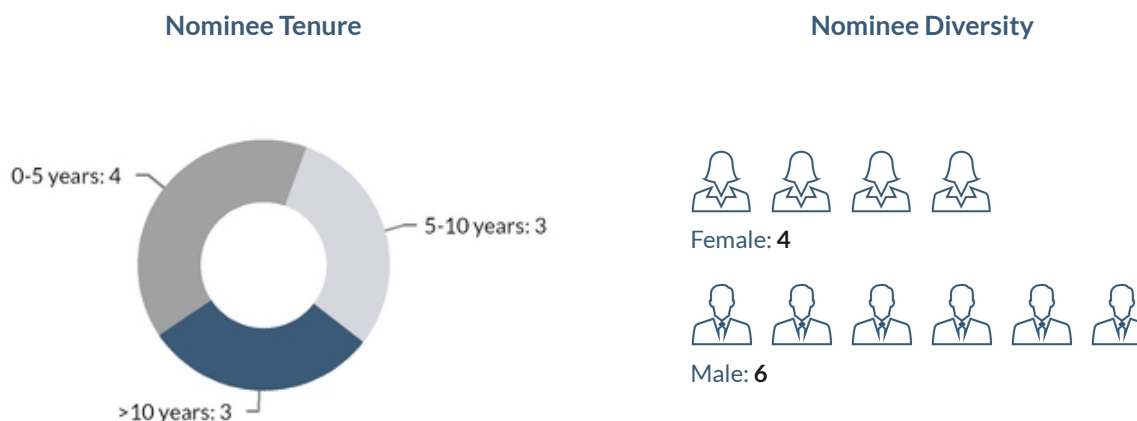 Nominee Tenure
0-5 years: 4
5-10 years: 3
>10 years: 3
Nominee Diversity
Female: 4
Male: 6